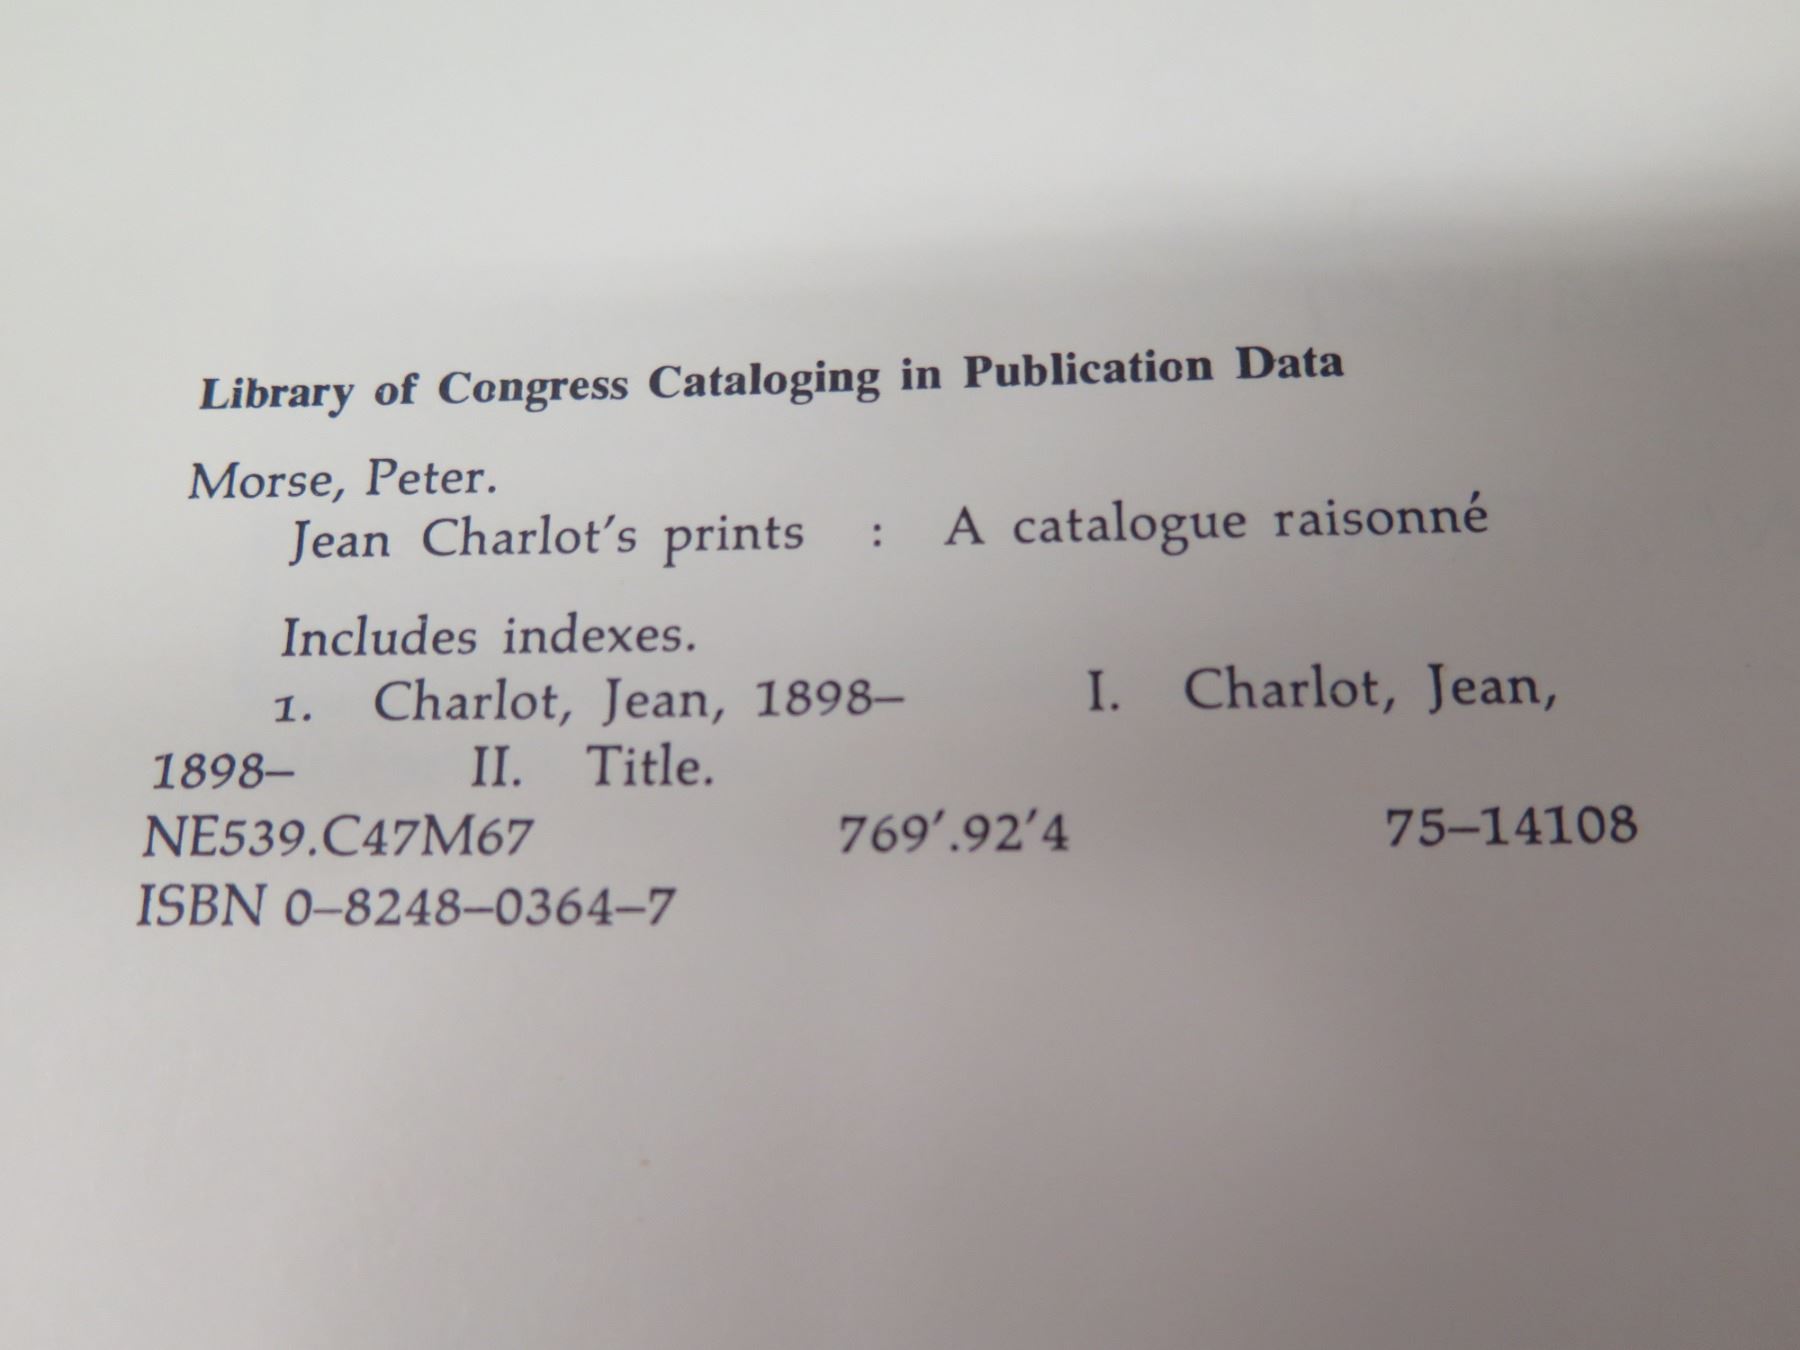 Library of Congress Cataloging in Publication Data
Morse, Peter.
Jean Charlot's prints : A catalogue raisonné
Includes indexes.
1. Charlot, Jean, 1898– I. Charlot, Jean,
1898– II. Title.
NE539.C47M67 769′.92′4 75–14108
ISBN 0–8248–0364–7